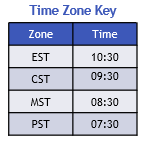 Time Zone Key
Zone Time
EST 10:30
CST 09:30
MST 08:30
PST 07:30